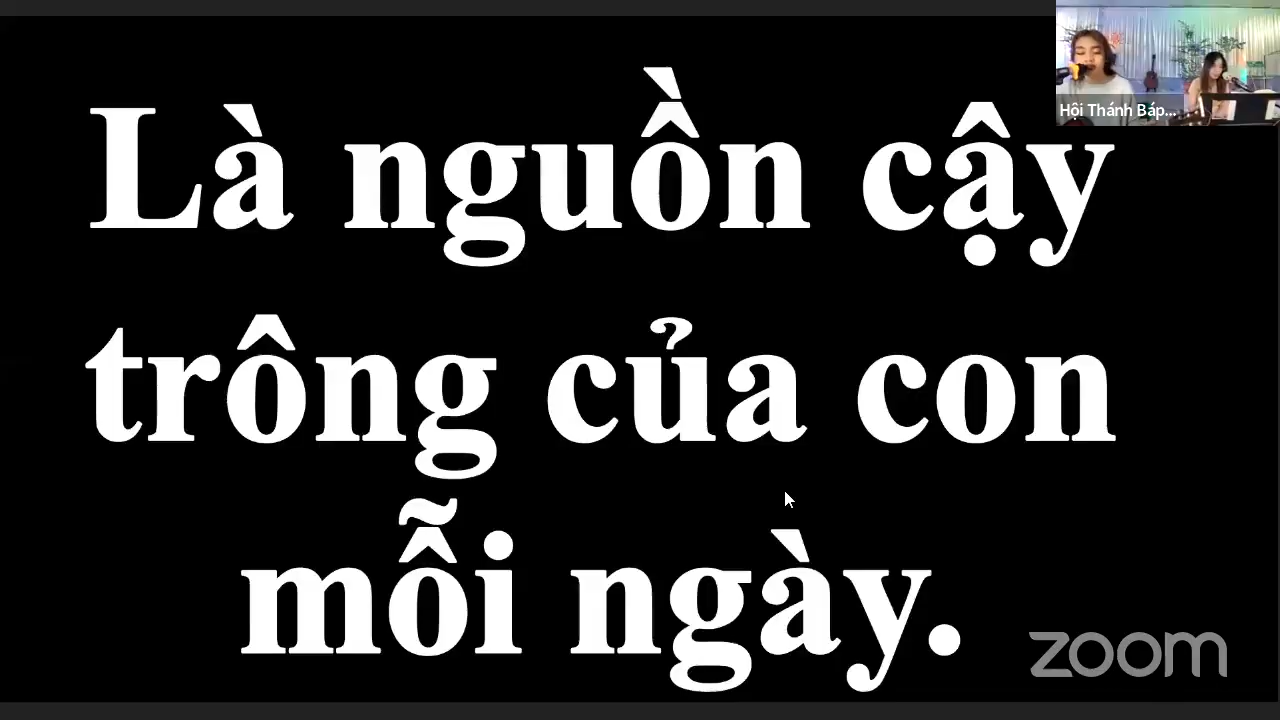 Là nguồn cậy
trông của con
mỗi ngày.
Hội Thánh Báp...
zoom